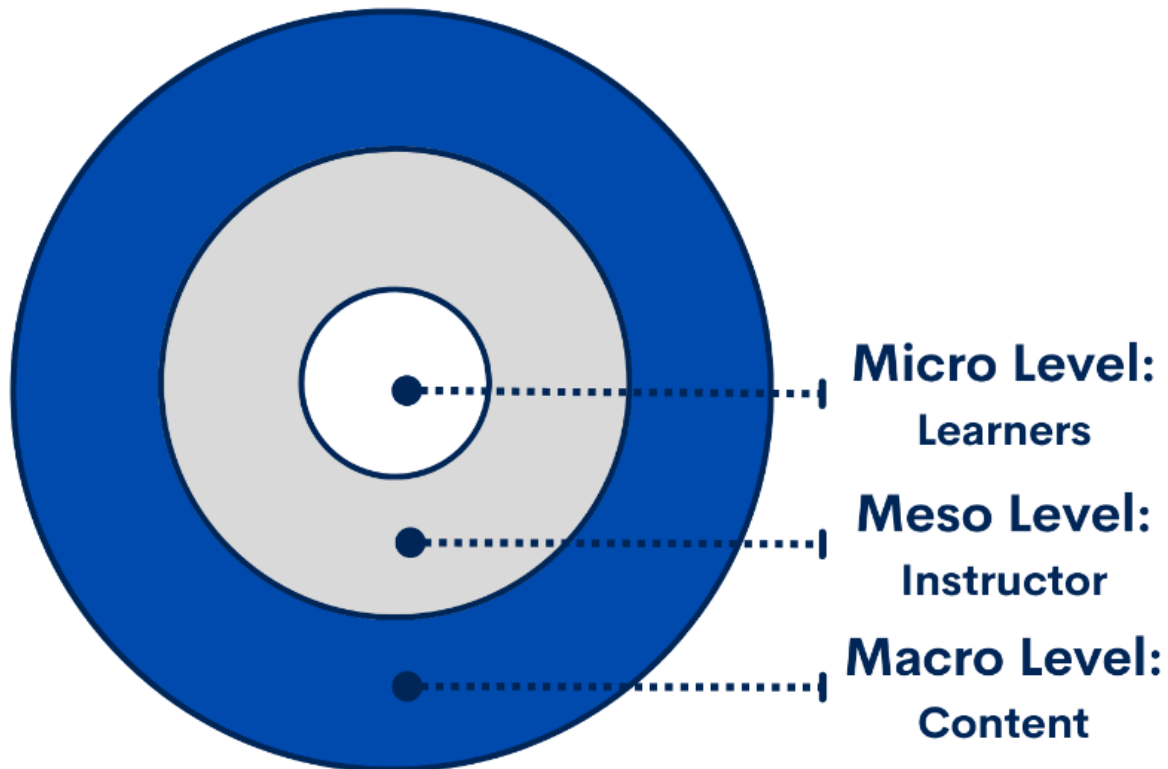 Micro Level:
Learners
Meso Level:
Instructor
Macro Level:
Content